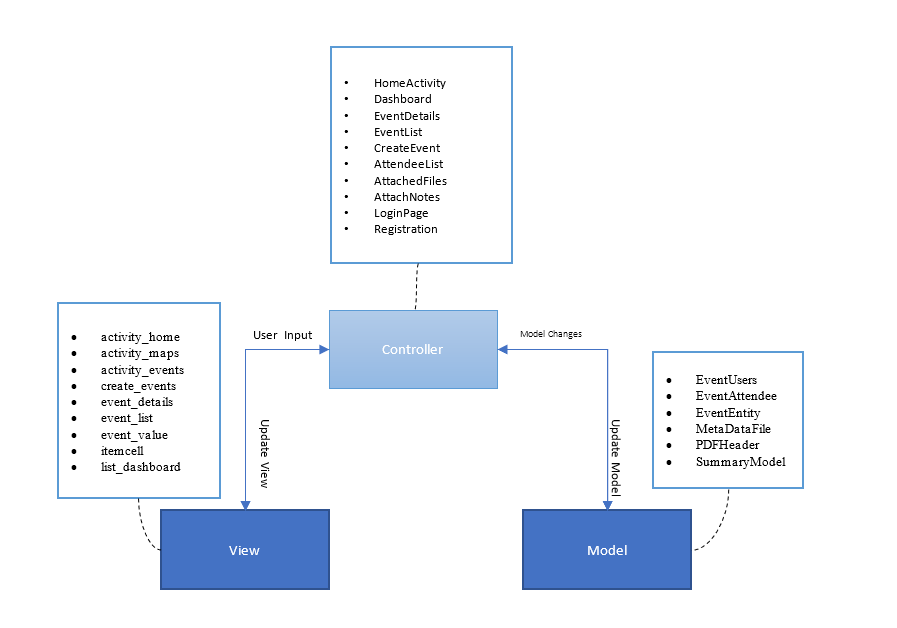 • HomeActivity
• Dashboard
• EventDetails
• EventList
• CreateEvent
• AttendeeList
• AttachedFiles
• AttachNotes
• LoginPage
• Registration
User Input
Controller
Model Changes
• activity_home
• activity_maps
• activity_events
• create_events
• event_details
• event_list
• event_value
• itemcell
• list_dashboard
Update View
Update Model
• EventUsers
• EventAttendee
• EventEntity
• MetaDataFile
• PDFHeader
• SummaryModel
View
Model